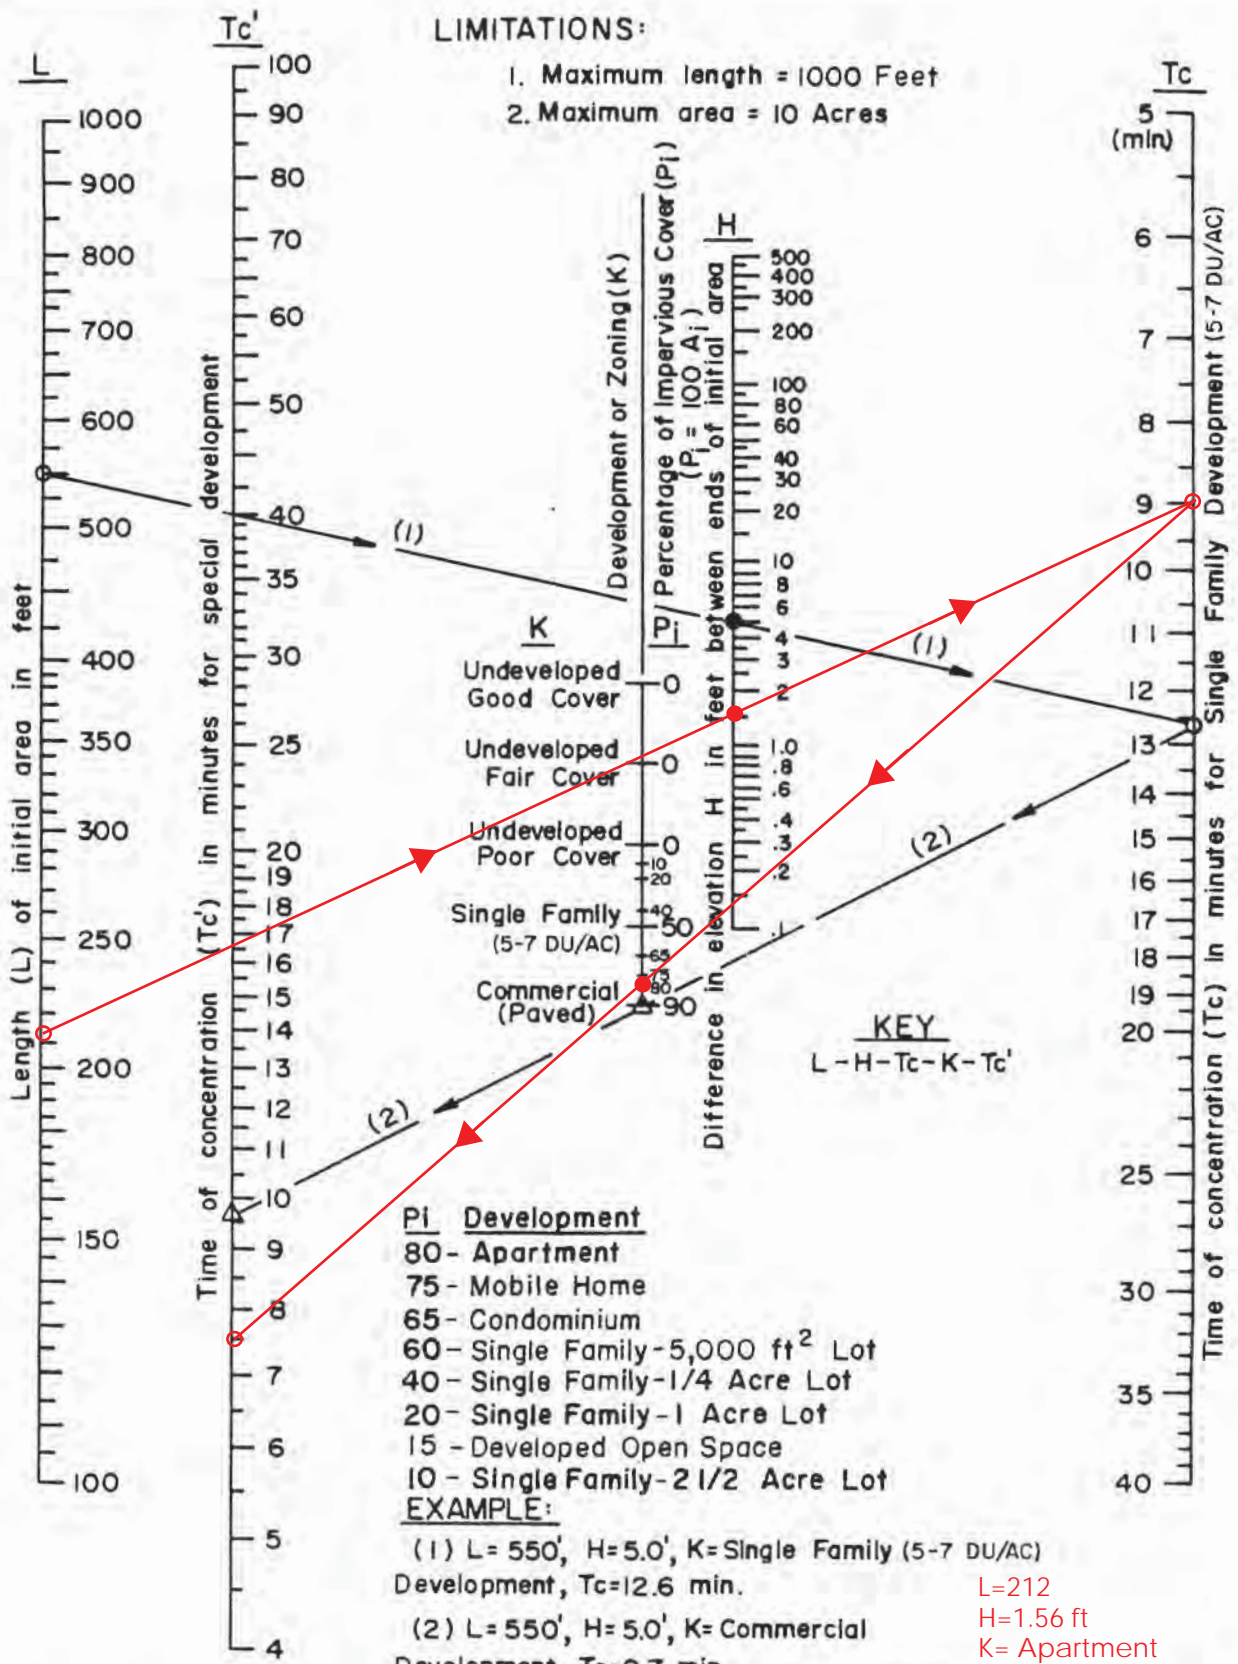 LIMITATIONS:
1. Maximum length = 1000 Feet
2. Maximum area = 10 Acres
L
1000
900
800
700
600
500
400
350
300
250
200
150
100
Length (L) of initial area in feet
Tc'
100
90
80
70
60
50
40
35
30
25
20
19
18
17
16
15
14
13
12
11
10
9
8
7
6
5
4
Time of concentration (Tc') in minutes for special development
(1)
(2)
Development or Zoning (K)
Percentage of Impervious Cover (Pi)
(Pi = 100 Ai)
K
Pi
Undeveloped
Good Cover
0
Undeveloped
Fair Cover
0
Undeveloped
Poor Cover
0
10
20
40
Single Family
(5-7 DU/AC)
50
65
75
80
Commercial
(Paved)
90
H
500
400
300
200
100
80
60
40
30
20
10
8
6
4
3
2
1.0
.8
.6
.4
.3
.2
.1
Difference in elevation H in feet between ends of initial area
(1)
(2)
Tc
5
(min)
6
7
8
9
10
11
12
13
14
15
16
17
18
19
20
25
30
35
40
Time of concentration (Tc) in minutes for Single Family Development (5-7 DU/AC)
KEY
L-H-Tc-K-Tc'
Pi Development
80- Apartment
75- Mobile Home
65- Condominium
60- Single Family-5,000 ft² Lot
40- Single Family-1/4 Acre Lot
20- Single Family-1 Acre Lot
15 -Developed Open Space
10- Single Family-2 1/2 Acre Lot
EXAMPLE:
(1) L= 550', H=5.0', K= Single Family (5-7 DU/AC)
Development, Tc=12.6 min.
(2) L= 550', H= 5.0', K= Commercial
Development, Tc=9.7 min.
L=212
H=1.56 ft
K= Apartment